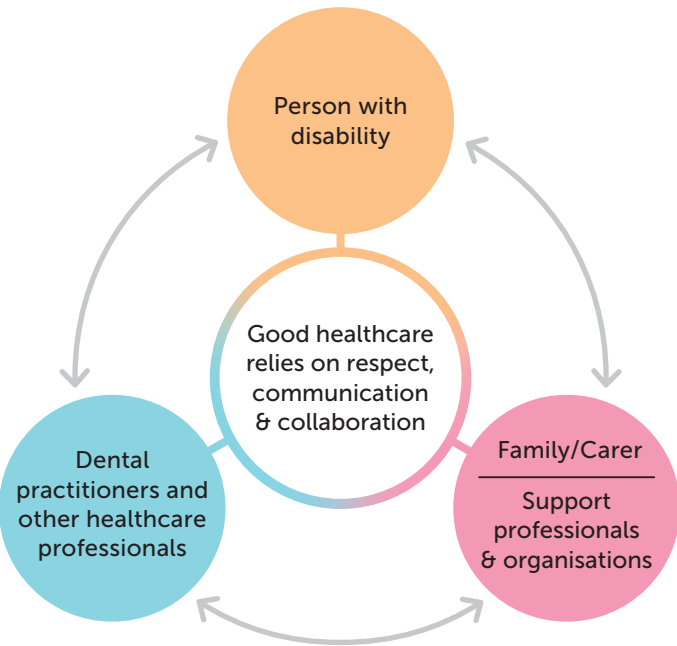 Person with
disability
Good healthcare
relies on respect,
communication
& collaboration
Dental
practitioners and
other healthcare
professionals
Family/Carer
Support
professionals
& organisations